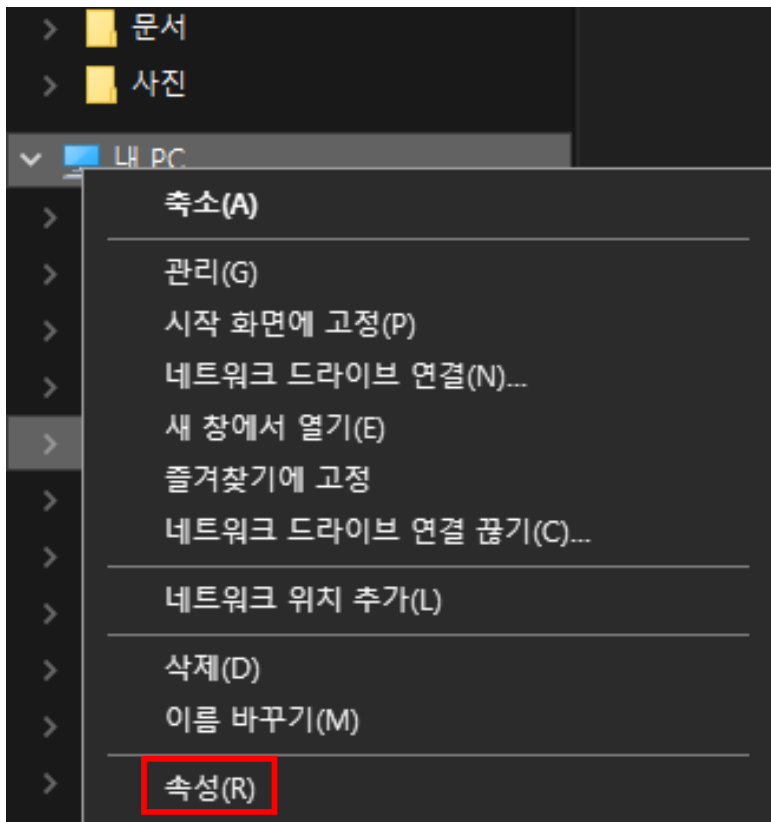 문서
사진
내 PC
축소(A)
관리(G)
시작 화면에 고정(P)
네트워크 드라이브 연결(N)...
새 창에서 열기(E)
즐겨찾기에 고정
네트워크 드라이브 연결 끊기(C)...
네트워크 위치 추가(L)
삭제(D)
이름 바꾸기(M)
속성(R)